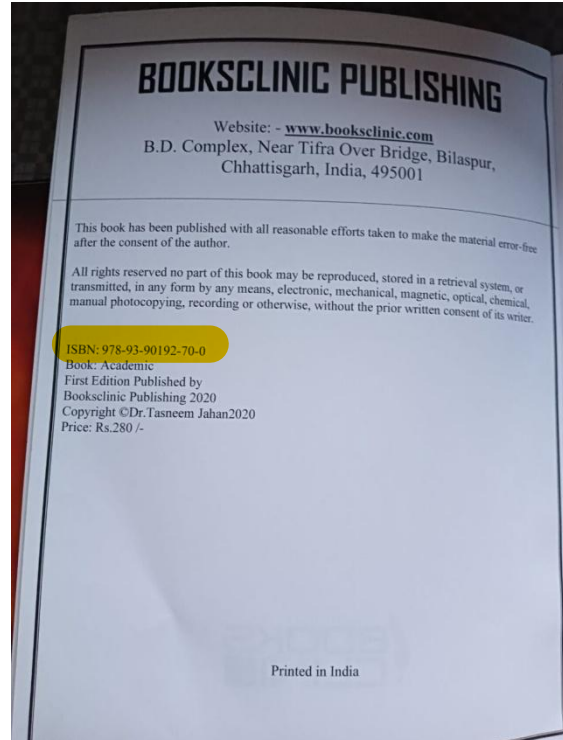 BOOKSCLINIC PUBLISHING
Website: - www.booksclinic.com
B.D. Complex, Near Tifra Over Bridge, Bilaspur,
Chhattisgarh, India, 495001
This book has been published with all reasonable efforts taken to make the material error-free
after the consent of the author.
All rights reserved no part of this book may be reproduced, stored in a retrieval system, or
transmitted, in any form by any means, electronic, mechanical, magnetic, optical, chemical,
manual photocopying, recording or otherwise, without the prior written consent of its writer.
ISBN: 978-93-90192-70-0
Book: Academic
First Edition Published by
Booksclinic Publishing 2020
Copyright ©Dr.Tasneem Jahan2020
Price: Rs.280 /-
Printed in India